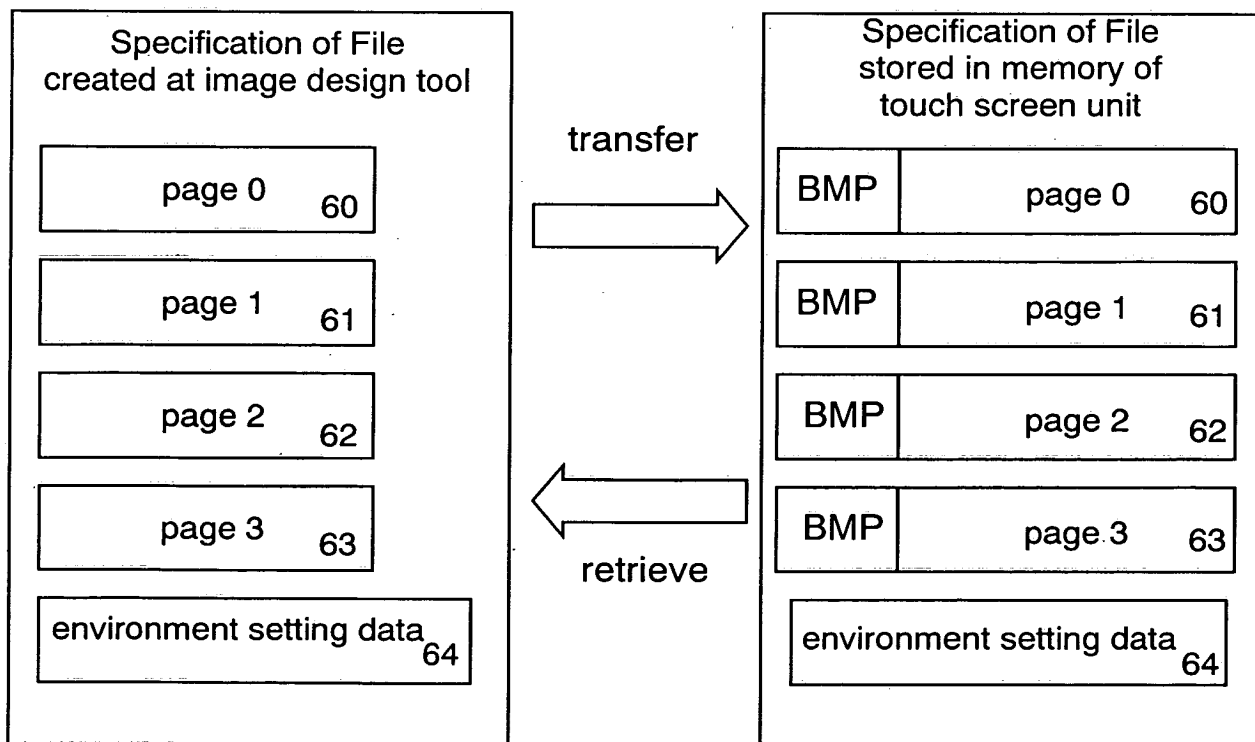 Specification of File
created at image design tool
page 0
60
page 1
61
page 2
62
page 3
63
environment setting data
64
transfer
retrieve
Specification of File
stored in memory of
touch screen unit
BMP
page 0
60
BMP
page 1
61
BMP
page 2
62
BMP
page 3
63
environment setting data
64